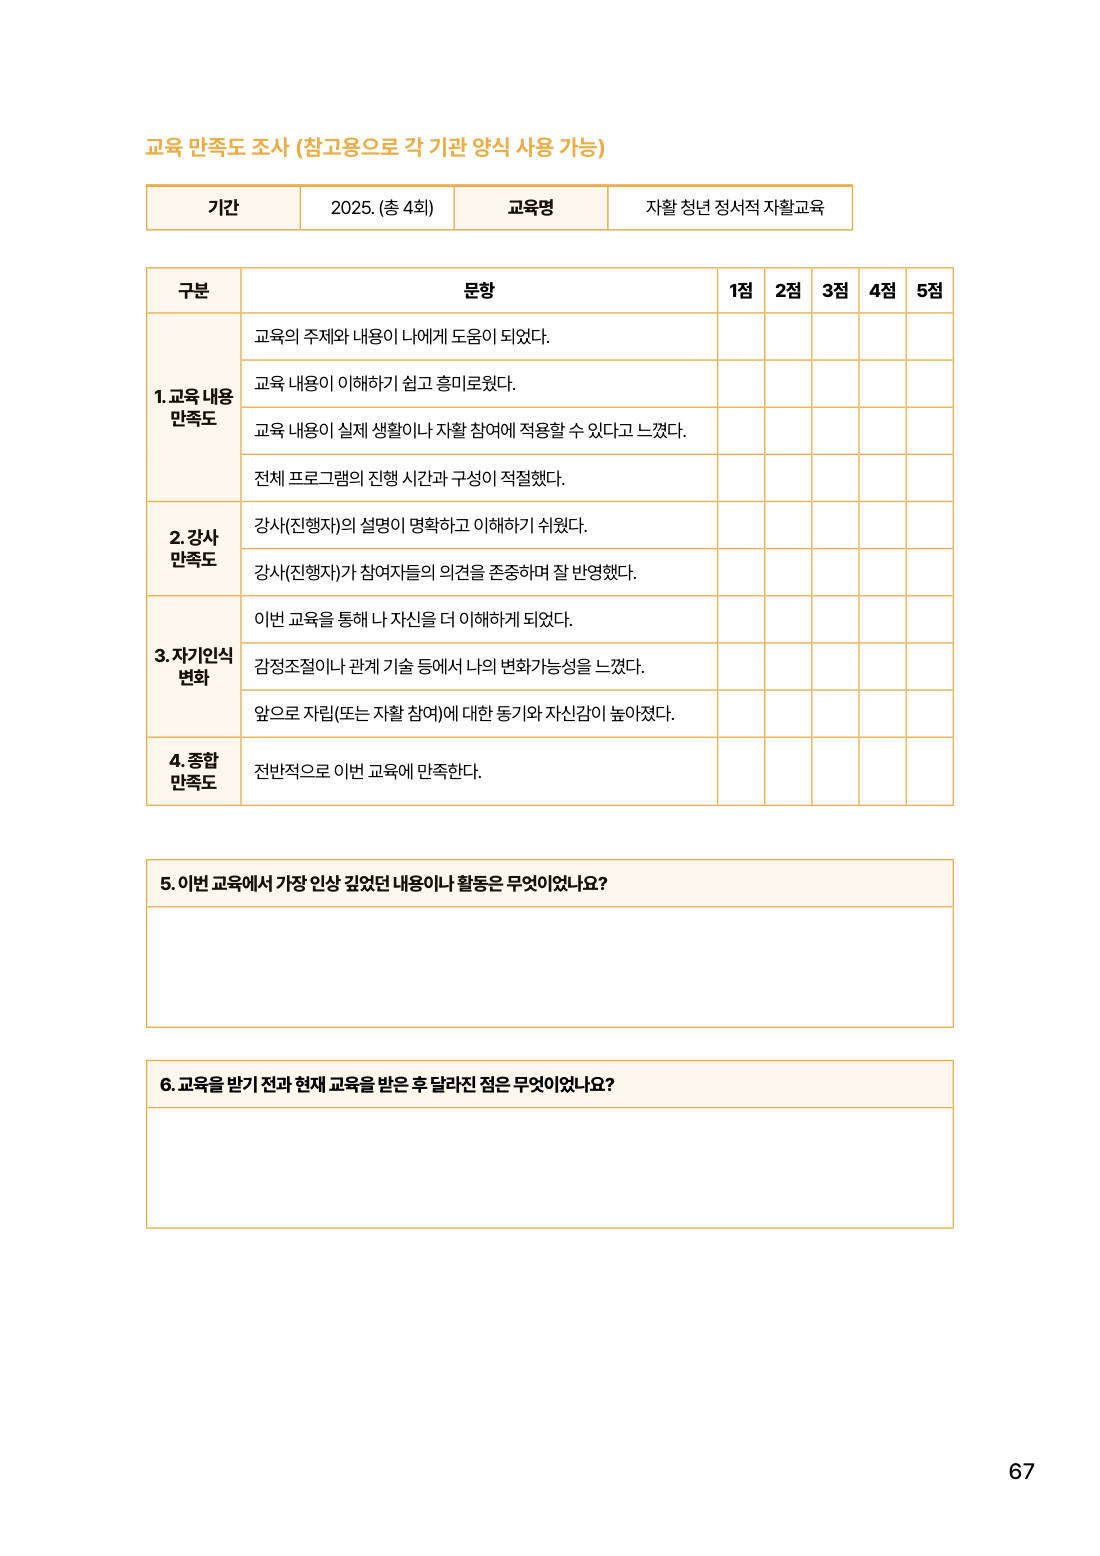 교육 만족도 조사 (참고용으로 각 기관 양식 사용 가능)
기간 2025. (총 4회) 교육명 자활 청년 정서적 자활교육
구분 문항 1점 2점 3점 4점 5점
1. 교육 내용
만족도
교육의 주제와 내용이 나에게 도움이 되었다.
교육 내용이 이해하기 쉽고 흥미로웠다.
교육 내용이 실제 생활이나 자활 참여에 적용할 수 있다고 느꼈다.
전체 프로그램의 진행 시간과 구성이 적절했다.
2. 강사
만족도
강사(진행자)의 설명이 명확하고 이해하기 쉬웠다.
강사(진행자)가 참여자들의 의견을 존중하며 잘 반영했다.
3. 자기인식
변화
이번 교육을 통해 나 자신을 더 이해하게 되었다.
감정조절이나 관계 기술 등에서 나의 변화가능성을 느꼈다.
앞으로 자립(또는 자활 참여)에 대한 동기와 자신감이 높아졌다.
4. 종합
만족도
전반적으로 이번 교육에 만족한다.
5. 이번 교육에서 가장 인상 깊었던 내용이나 활동은 무엇이었나요?
6. 교육을 받기 전과 현재 교육을 받은 후 달라진 점은 무엇이었나요?
67